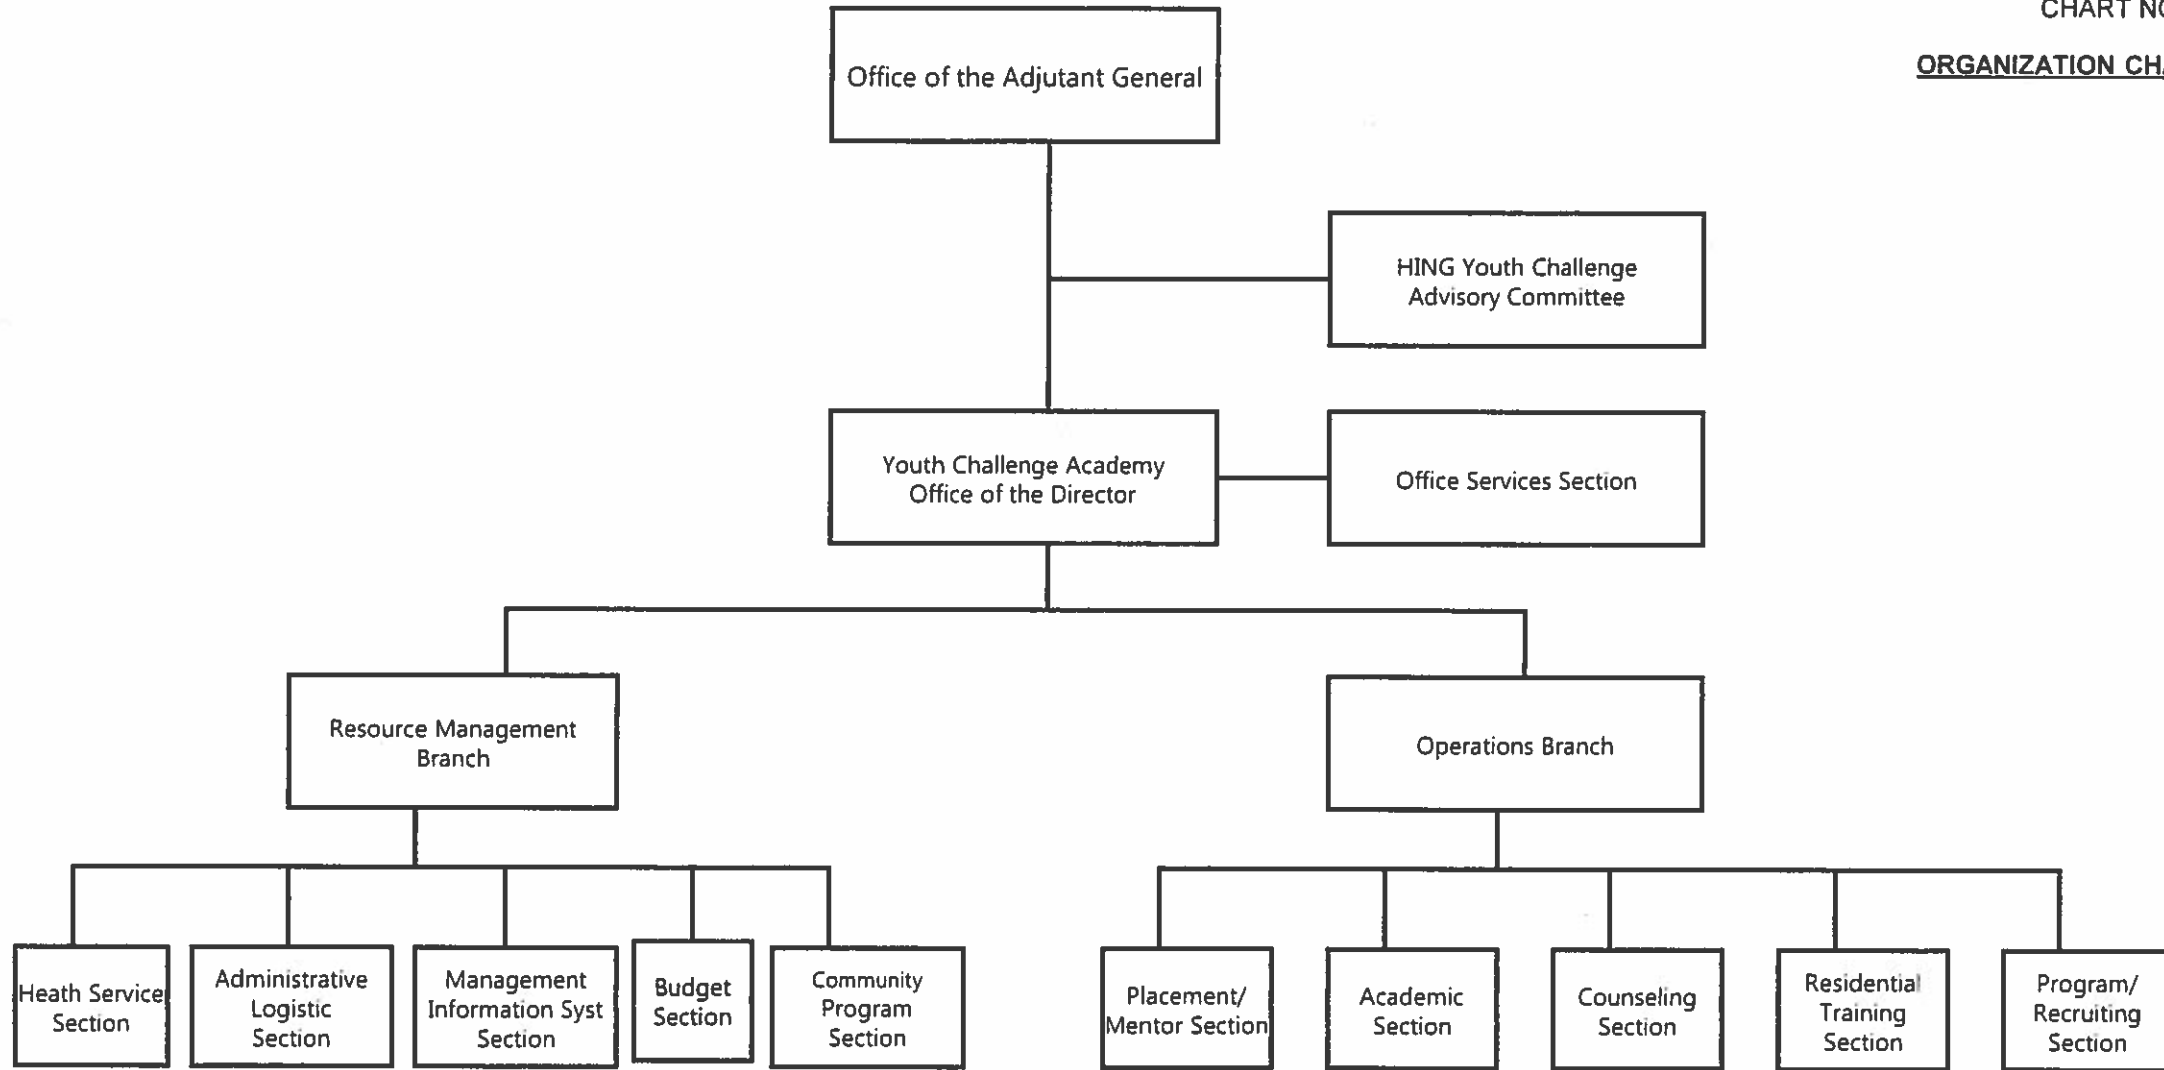 CHART NO
ORGANIZATION CHA
Office of the Adjutant General
HING Youth Challenge
Advisory Committee
Youth Challenge Academy
Office of the Director
Office Services Section
Resource Management
Branch
Operations Branch
Heath Service
Section
Administrative
Logistic
Section
Management
Information Syst
Section
Budget
Section
Community
Program
Section
Placement/
Mentor Section
Academic
Section
Counseling
Section
Residential
Training
Section
Program/
Recruiting
Section